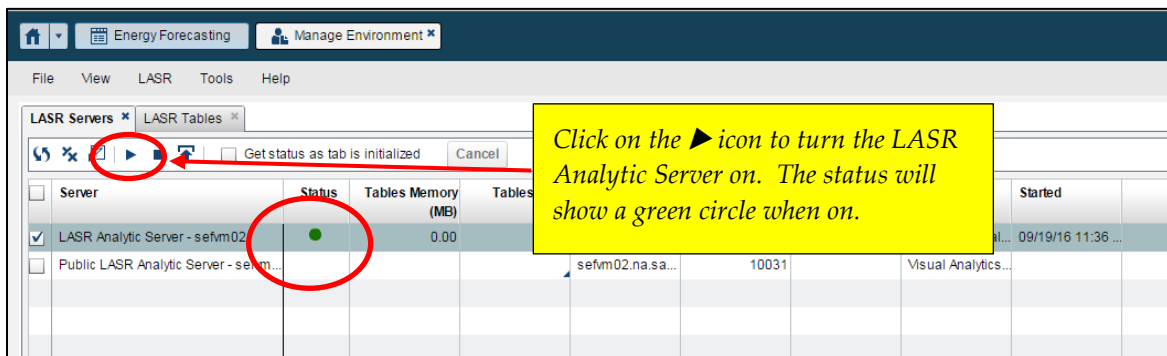 Energy Forecasting
Manage Environment ×
File View LASR Tools Help
LASR Servers × LASR Tables ×
Get status as tab is initialized Cancel
Click on the ▶ icon to turn the LASR
Analytic Server on. The status will
show a green circle when on.
Server Status Tables Memory (MB) Tables Started
LASR Analytic Server - sefvm02 0.00 al... 09/19/16 11:36 ...
Public LASR Analytic Server - sefvm... sefvm02.na.sa... 10031 Visual Analytics...